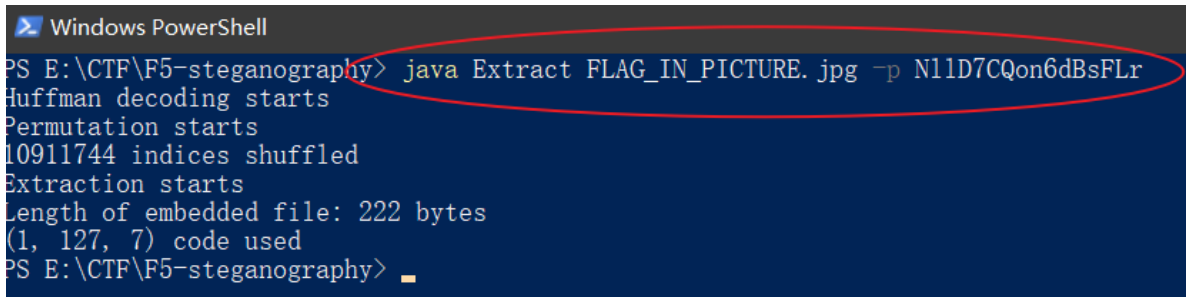 Windows PowerShell
PS E:\CTF\F5-steganography> java Extract FLAG_IN_PICTURE.jpg -p NllD7CQon6dBsFLr
Huffman decoding starts
Permutation starts
10911744 indices shuffled
Extraction starts
Length of embedded file: 222 bytes
(1, 127, 7) code used
PS E:\CTF\F5-steganography>